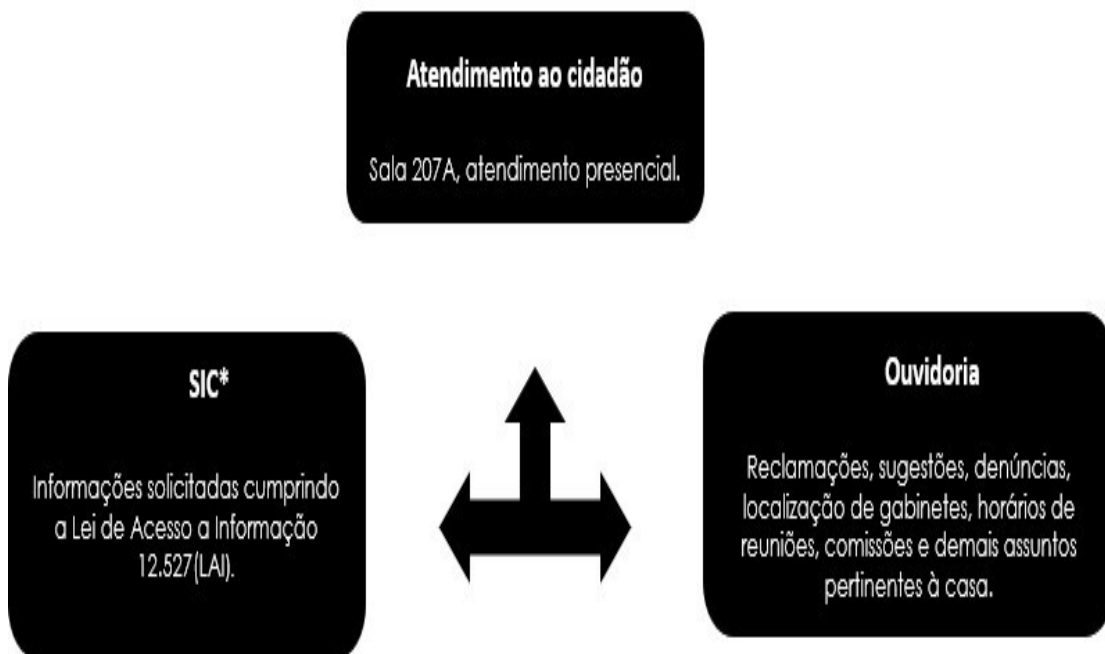 Atendimento ao cidadão
Sala 207A, atendimento presencial.
SIC*
Informações solicitadas cumprindo
a Lei de Acesso a Informação
12.527(LAI).
Ouvidoria
Reclamações, sugestões, denúncias,
localização de gabinetes, horários de
reuniões, comissões e demais assuntos
pertinentes à casa.